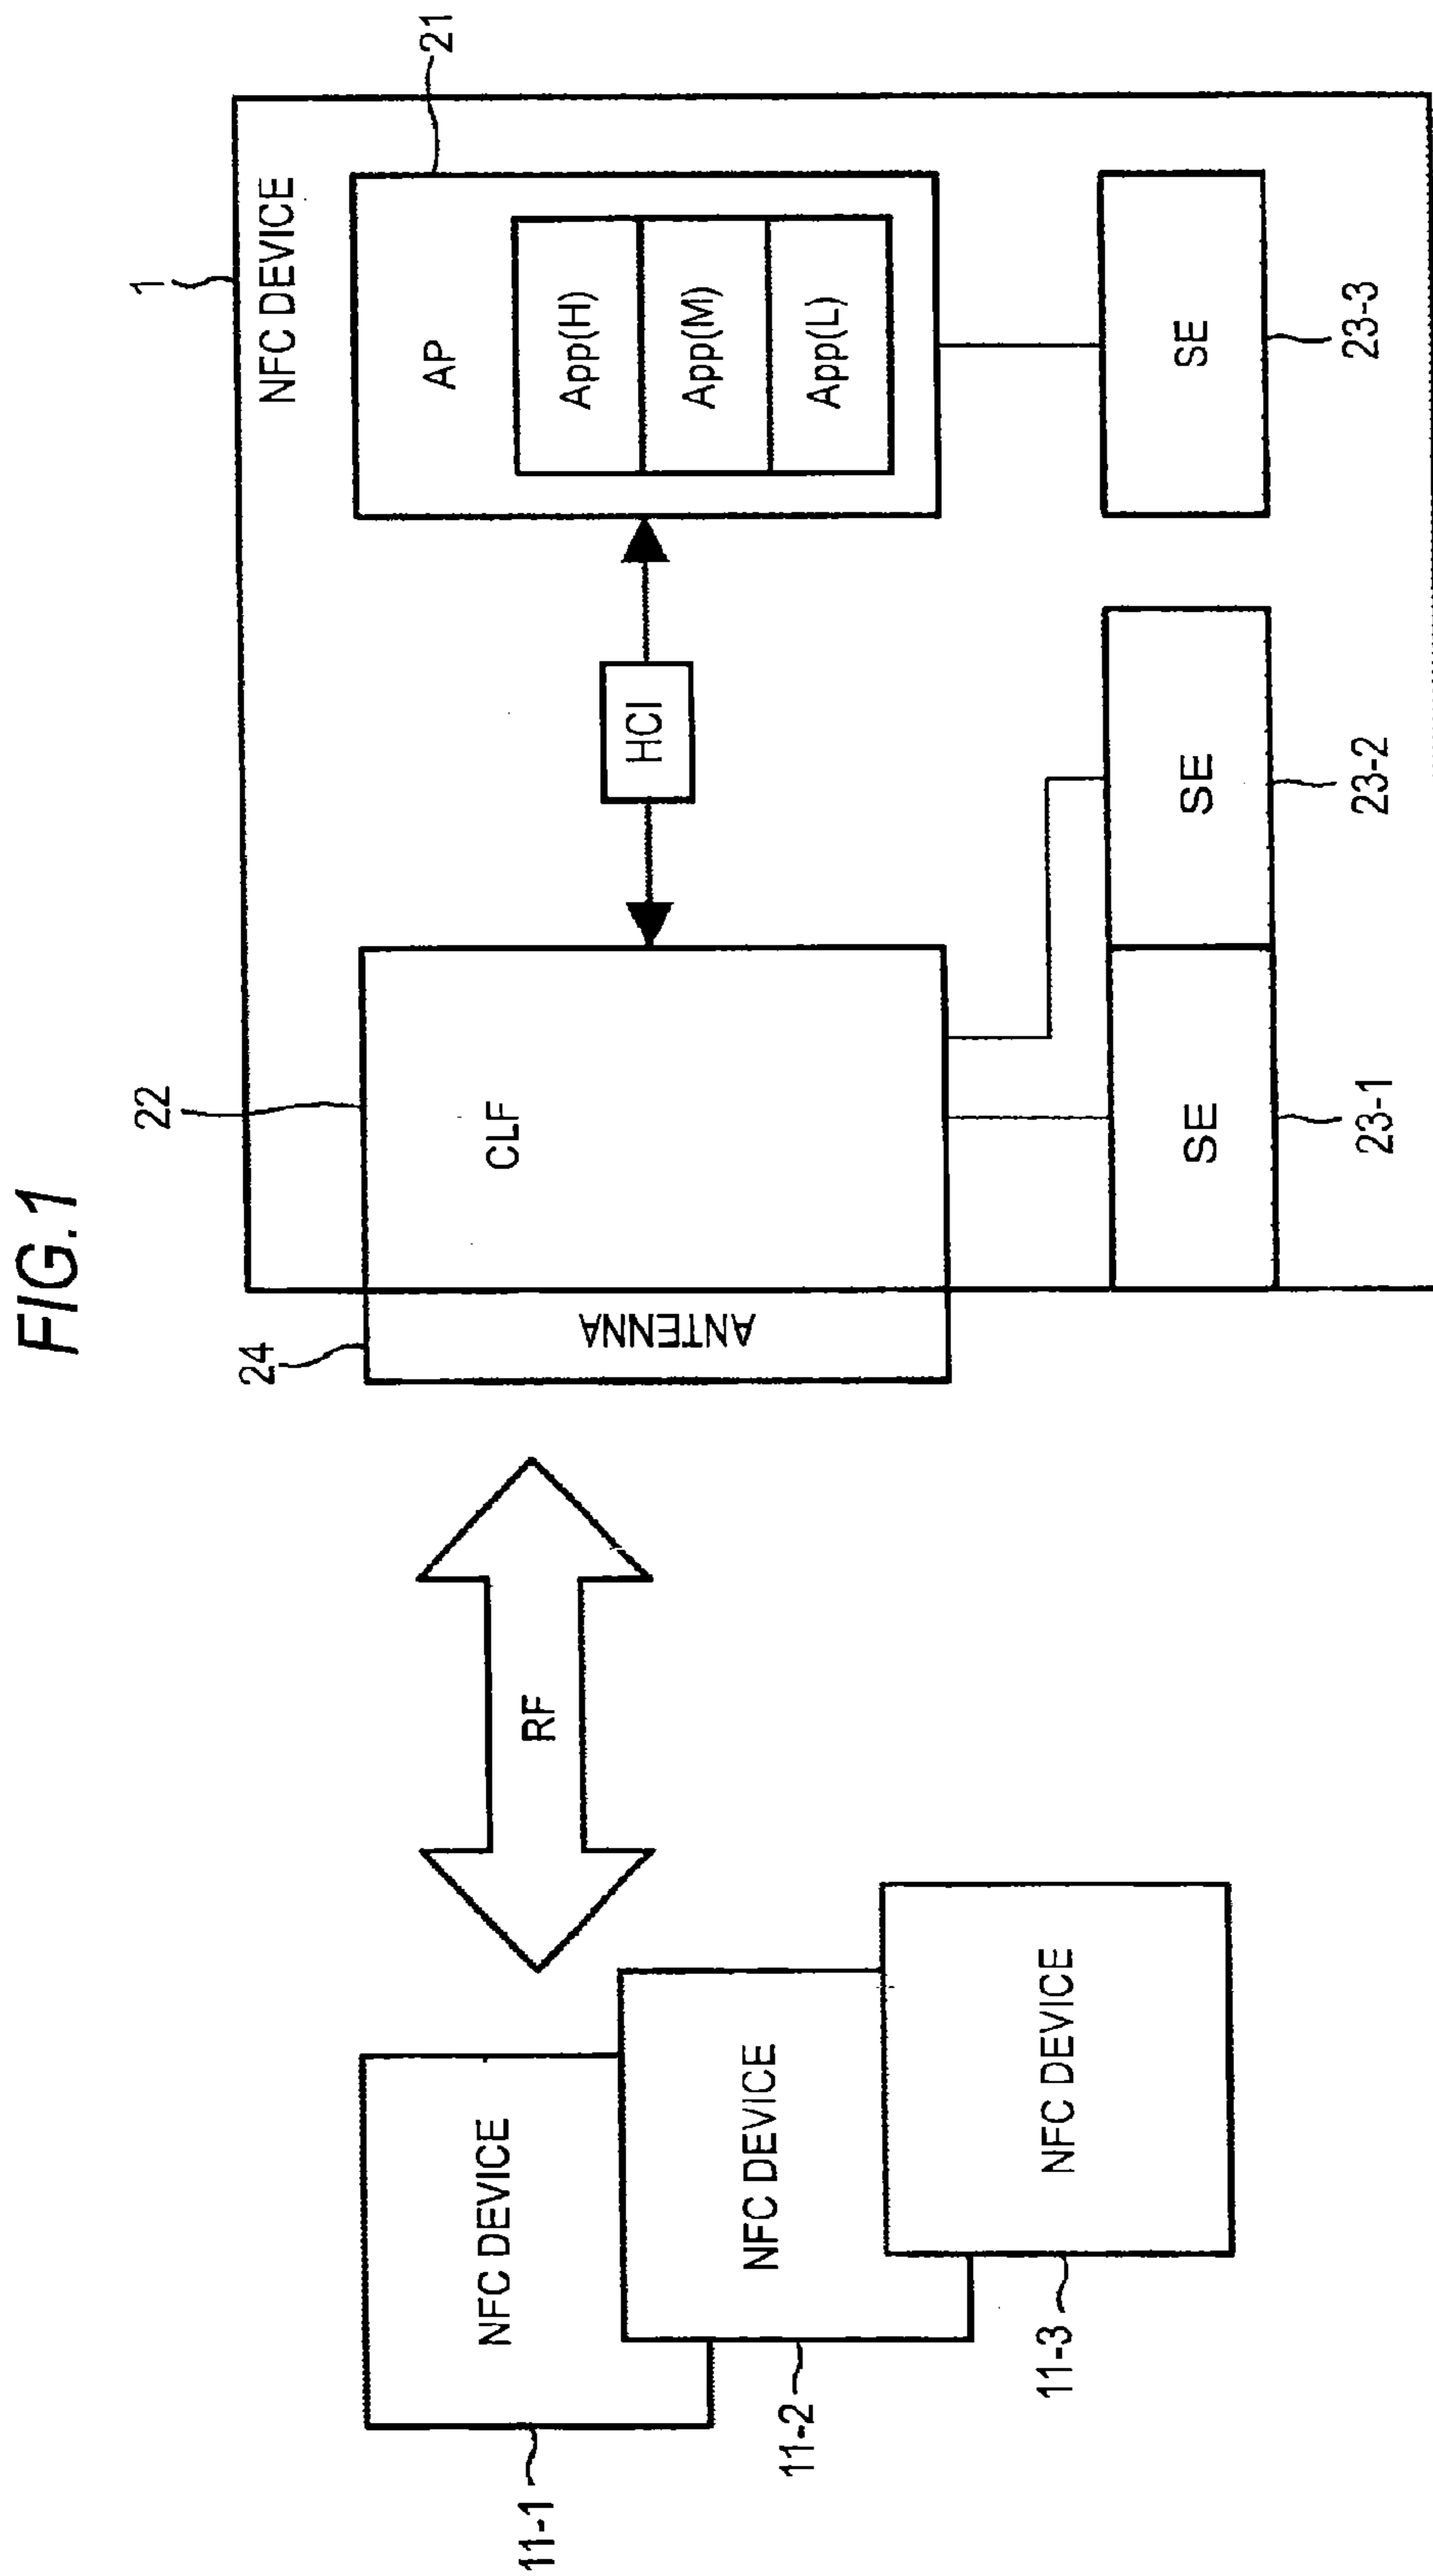 FIG.1
1
NFC DEVICE
21
AP
App(H)
App(M)
App(L)
HCI
22
CLF
24
ANTENNA
RF
SE
23-1
SE
23-2
SE
23-3
NFC DEVICE
11-1
NFC DEVICE
11-2
NFC DEVICE
11-3